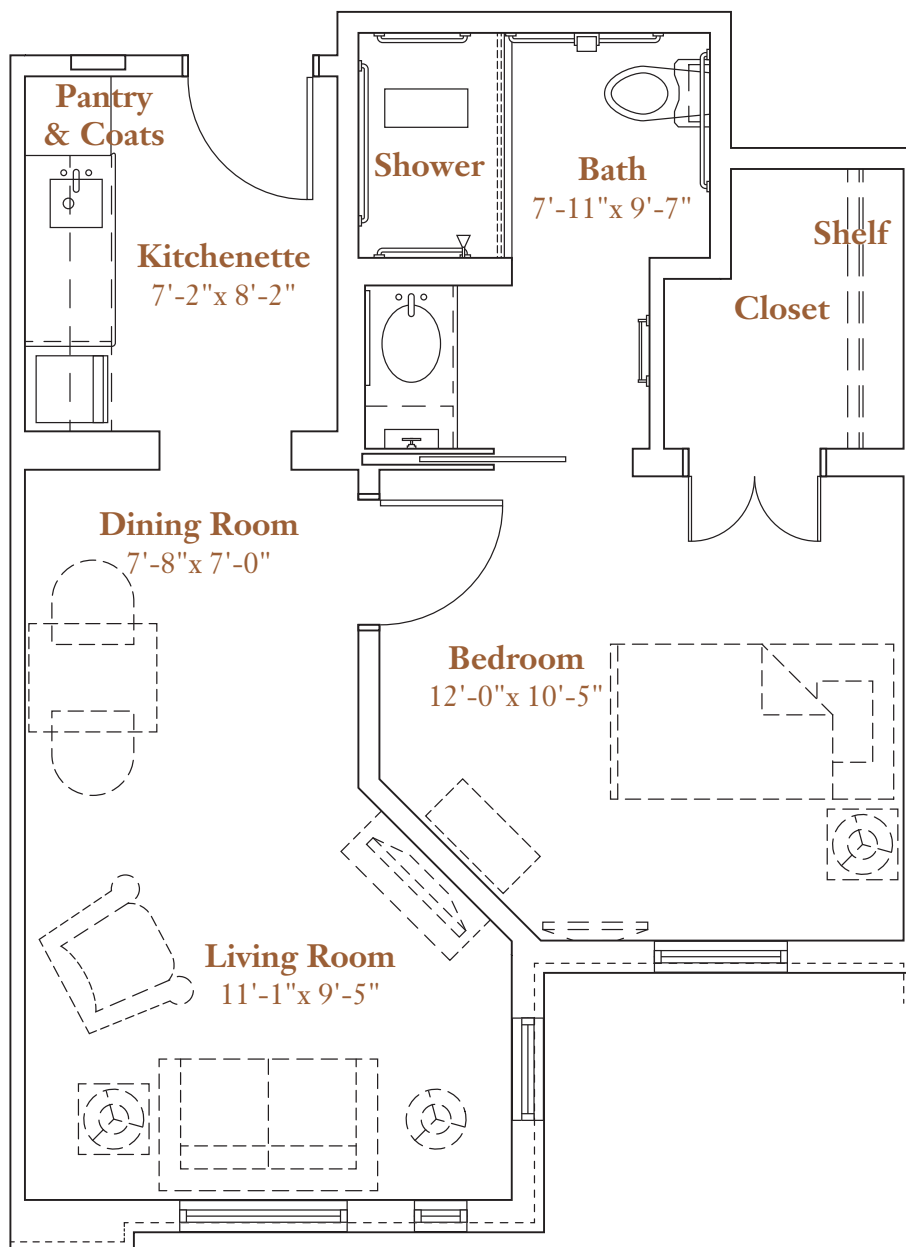 Pantry
& Coats
Shower
Bath
7'-11"x 9'-7"
Shelf
Kitchenette
7'-2"x 8'-2"
Closet
Dining Room
7'-8"x 7'-0"
Bedroom
12'-0"x 10'-5"
Living Room
11'-1"x 9'-5"